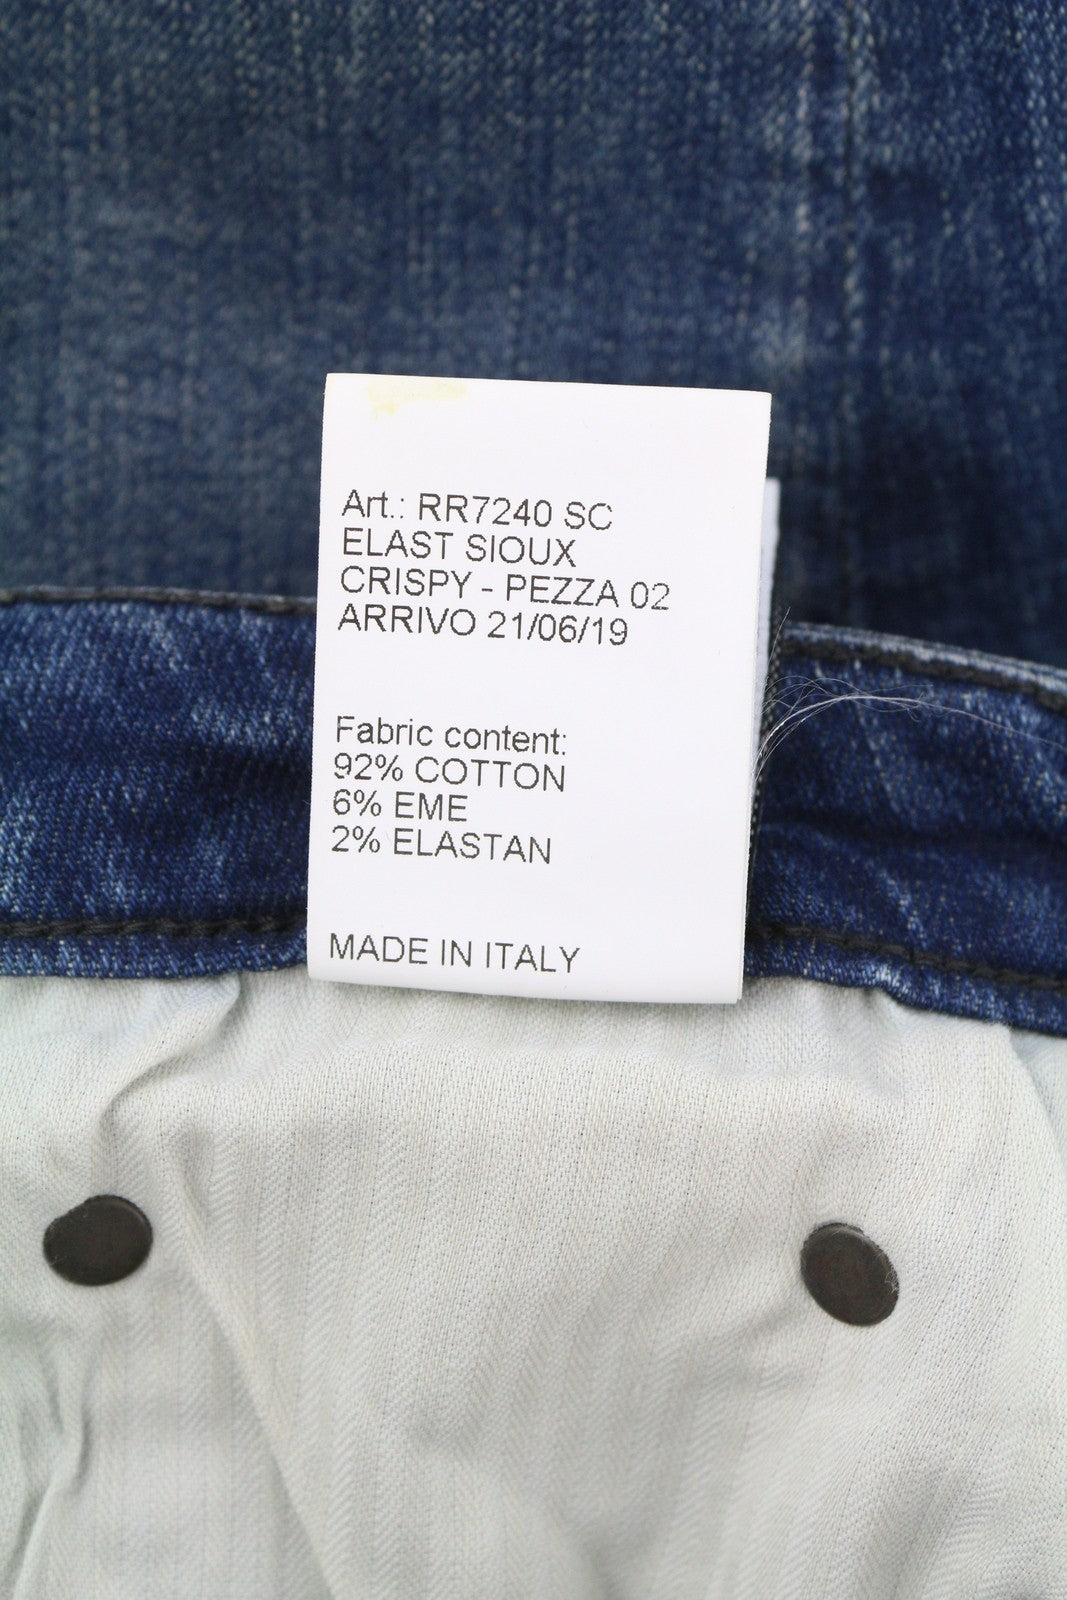 Art.: RR7240 SC
ELAST SIOUX
CRISPY - PEZZA 02
ARRIVO 21/06/19
Fabric content:
92% COTTON
6% EME
2% ELASTAN
MADE IN ITALY